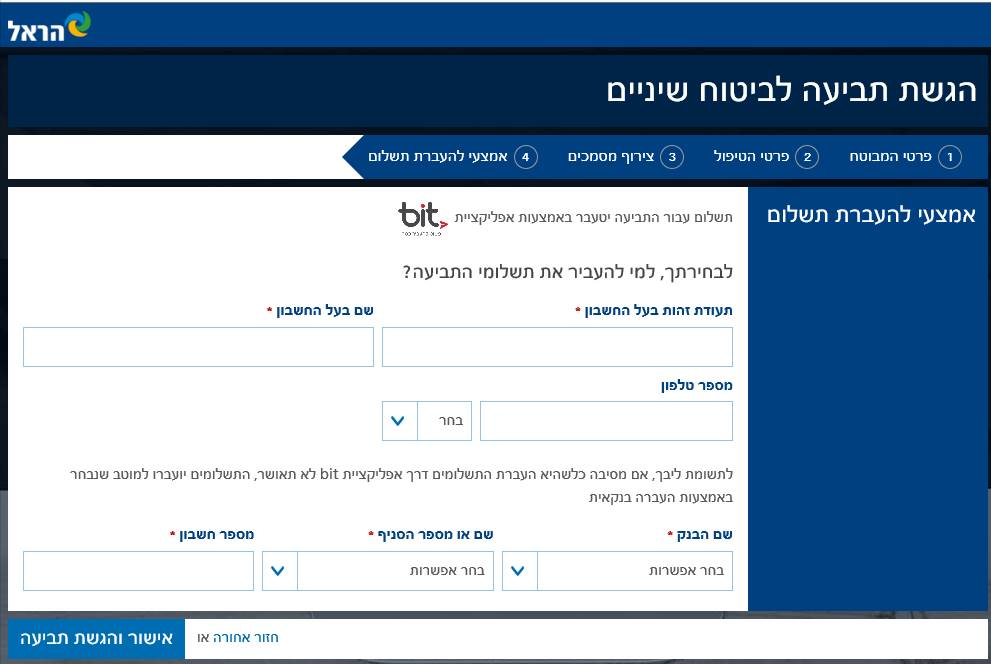 הראל
הגשת תביעה לביטוח שיניים
1 פרטי המבוטח 2 פרטי הטיפול 3 צירוף מסמכים 4 אמצעי להעברת תשלום
אמצעי להעברת תשלום
תשלום עבור התביעה יטעבר באמצעות אפליקציית bit
לבחירתך, למי להעביר את תשלומי התביעה?
תעודת זהות בעל החשבון * שם בעל החשבון *
מספר טלפון
בחר
לתשומת ליבך, אם מסיבה כלשהיא העברת התשלומים דרך אפליקציית bit לא תאושר, התשלומים יועברו למוטב שנבחר
באמצעות העברה בנקאית
שם הבנק * שם או מספר הסניף * מספר חשבון *
בחר אפשרות בחר אפשרות
חזור אחורה או אישור והגשת תביעה